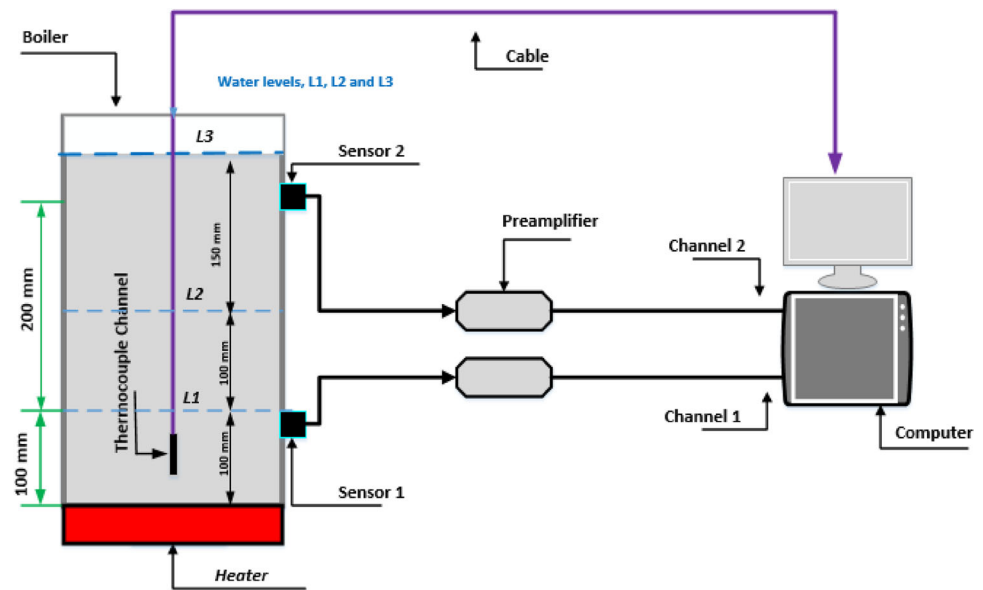 Boiler
Cable
Water levels, L1, L2 and L3
L3
Sensor 2
150 mm
Preamplifier
Channel 2
200 mm
Thermocouple Channel
L2
100 mm
L1
Channel 1
Computer
100 mm
100 mm
Sensor 1
Heater